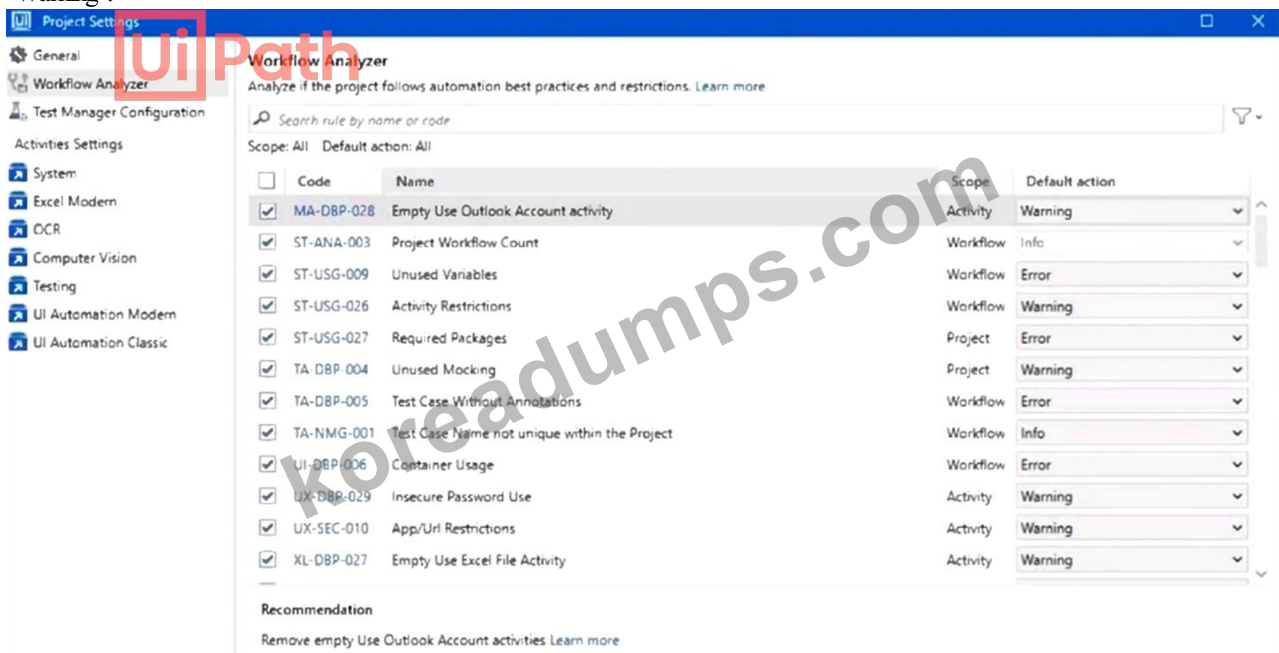 warning .
Project Settings
UiPath
General
Workflow Analyzer
Test Manager Configuration
Activities Settings
System
Excel Modern
OCR
Computer Vision
Testing
UI Automation Modern
UI Automation Classic
Workflow Analyzer
Analyze if the project follows automation best practices and restrictions. Learn more
Search rule by name or code
Scope: All Default action: All
Code Name Scope Default action
MA-DBP-028 Empty Use Outlook Account activity Activity Warning
ST-ANA-003 Project Workflow Count Workflow Info
ST-USG-009 Unused Variables Workflow Error
ST-USG-026 Activity Restrictions Workflow Warning
ST-USG-027 Required Packages Project Error
TA-DBP-004 Unused Mocking Project Warning
TA-DBP-005 Test Case Without Annotations Workflow Error
TA-NMG-001 Test Case Name not unique within the Project Workflow Info
UI-DBP-006 Container Usage Workflow Error
UX-DBP-029 Insecure Password Use Activity Warning
UX-SEC-010 App/Url Restrictions Activity Warning
XL-DBP-027 Empty Use Excel File Activity Activity Warning
koreadumps.com
Recommendation
Remove empty Use Outlook Account activities Learn more